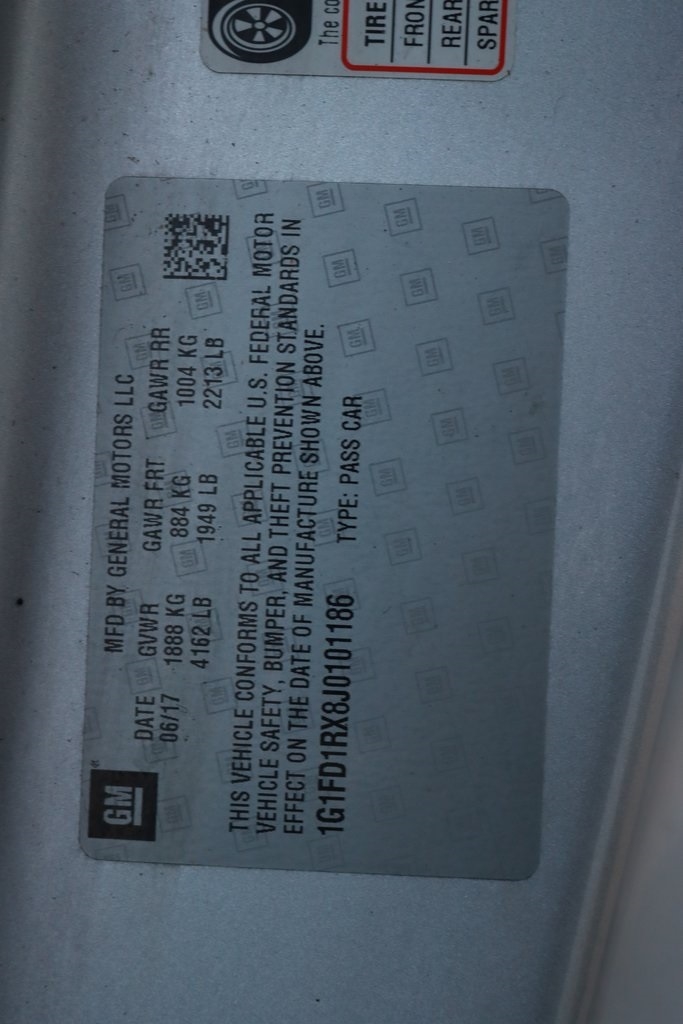 The co
TIRE
FRON
REAR
SPAR
GM
MFD BY GENERAL MOTORS LLC
DATE GVWR GAWR FRT GAWR RR
06/17 1888 KG 884 KG 1004 KG
4162 LB 1949 LB 2213 LB
THIS VEHICLE CONFORMS TO ALL APPLICABLE U.S. FEDERAL MOTOR
VEHICLE SAFETY, BUMPER, AND THEFT PREVENTION STANDARDS IN
EFFECT ON THE DATE OF MANUFACTURE SHOWN ABOVE.
1G1FD1RX8J0101186 TYPE: PASS CAR